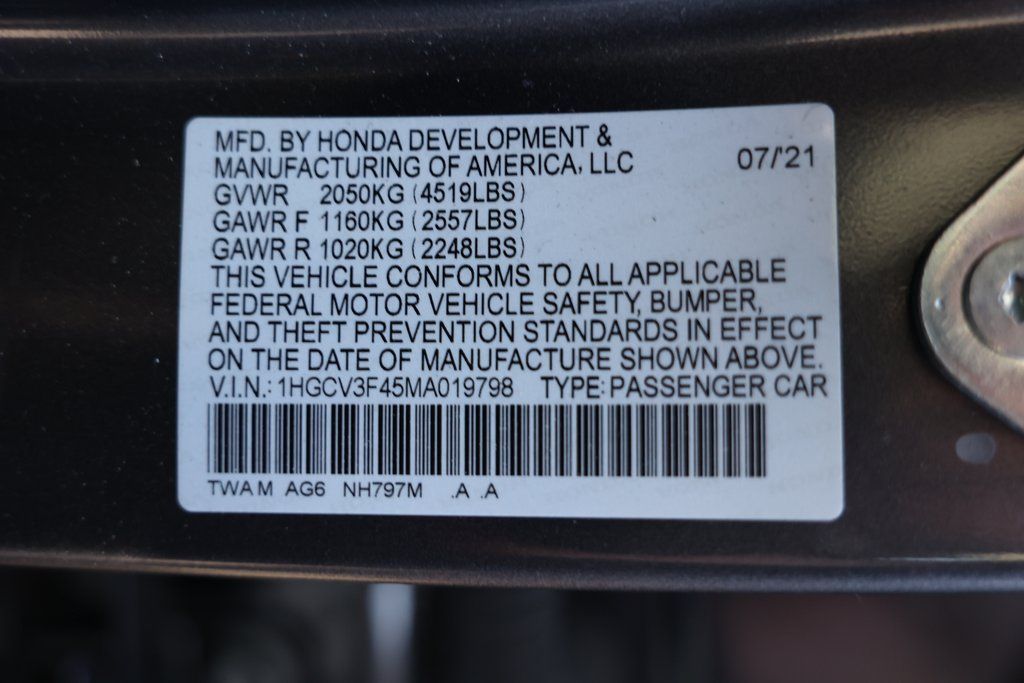 MFD. BY HONDA DEVELOPMENT &
MANUFACTURING OF AMERICA, LLC 07/'21
GVWR 2050KG (4519LBS)
GAWR F 1160KG (2557LBS)
GAWR R 1020KG (2248LBS)
THIS VEHICLE CONFORMS TO ALL APPLICABLE
FEDERAL MOTOR VEHICLE SAFETY, BUMPER,
AND THEFT PREVENTION STANDARDS IN EFFECT
ON THE DATE OF MANUFACTURE SHOWN ABOVE.
V.I.N.: 1HGCV3F45MA019798 TYPE: PASSENGER CAR
TWAM AG6 NH797M .A .A